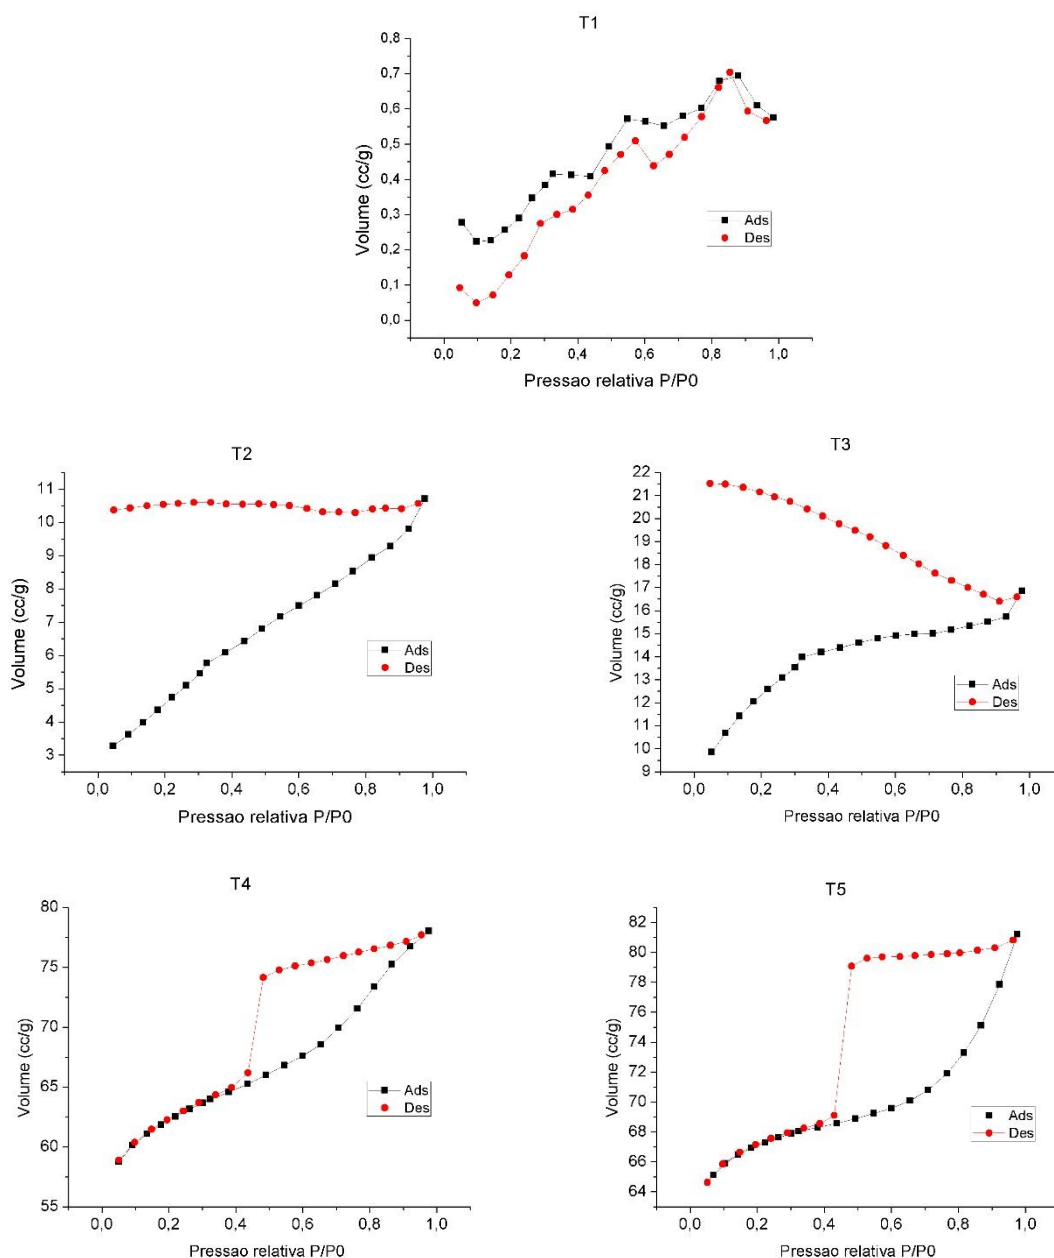 T1
0,8
0,7
0,6
0,5
0,4
0,3
0,2
0,1
0,0
Volume (cc/g)
Ads
Des
0,0 0,2 0,4 0,6 0,8 1,0
Pressao relativa P/P0
T2
11
10
9
8
7
6
5
4
3
Volume (cc/g)
Ads
Des
0,0 0,2 0,4 0,6 0,8 1,0
Pressao relativa P/P0
T3
22
21
20
19
18
17
16
15
14
13
12
11
10
9
Volume (cc/g)
Ads
Des
0,0 0,2 0,4 0,6 0,8 1,0
Pressao relativa P/P0
T4
80
75
70
65
60
55
Volume (cc/g)
Ads
Des
0,0 0,2 0,4 0,6 0,8 1,0
Pressao relativa P/P0
T5
82
80
78
76
74
72
70
68
66
64
Volume (cc/g)
Ads
Des
0,0 0,2 0,4 0,6 0,8 1,0
Pressao relativa P/P0